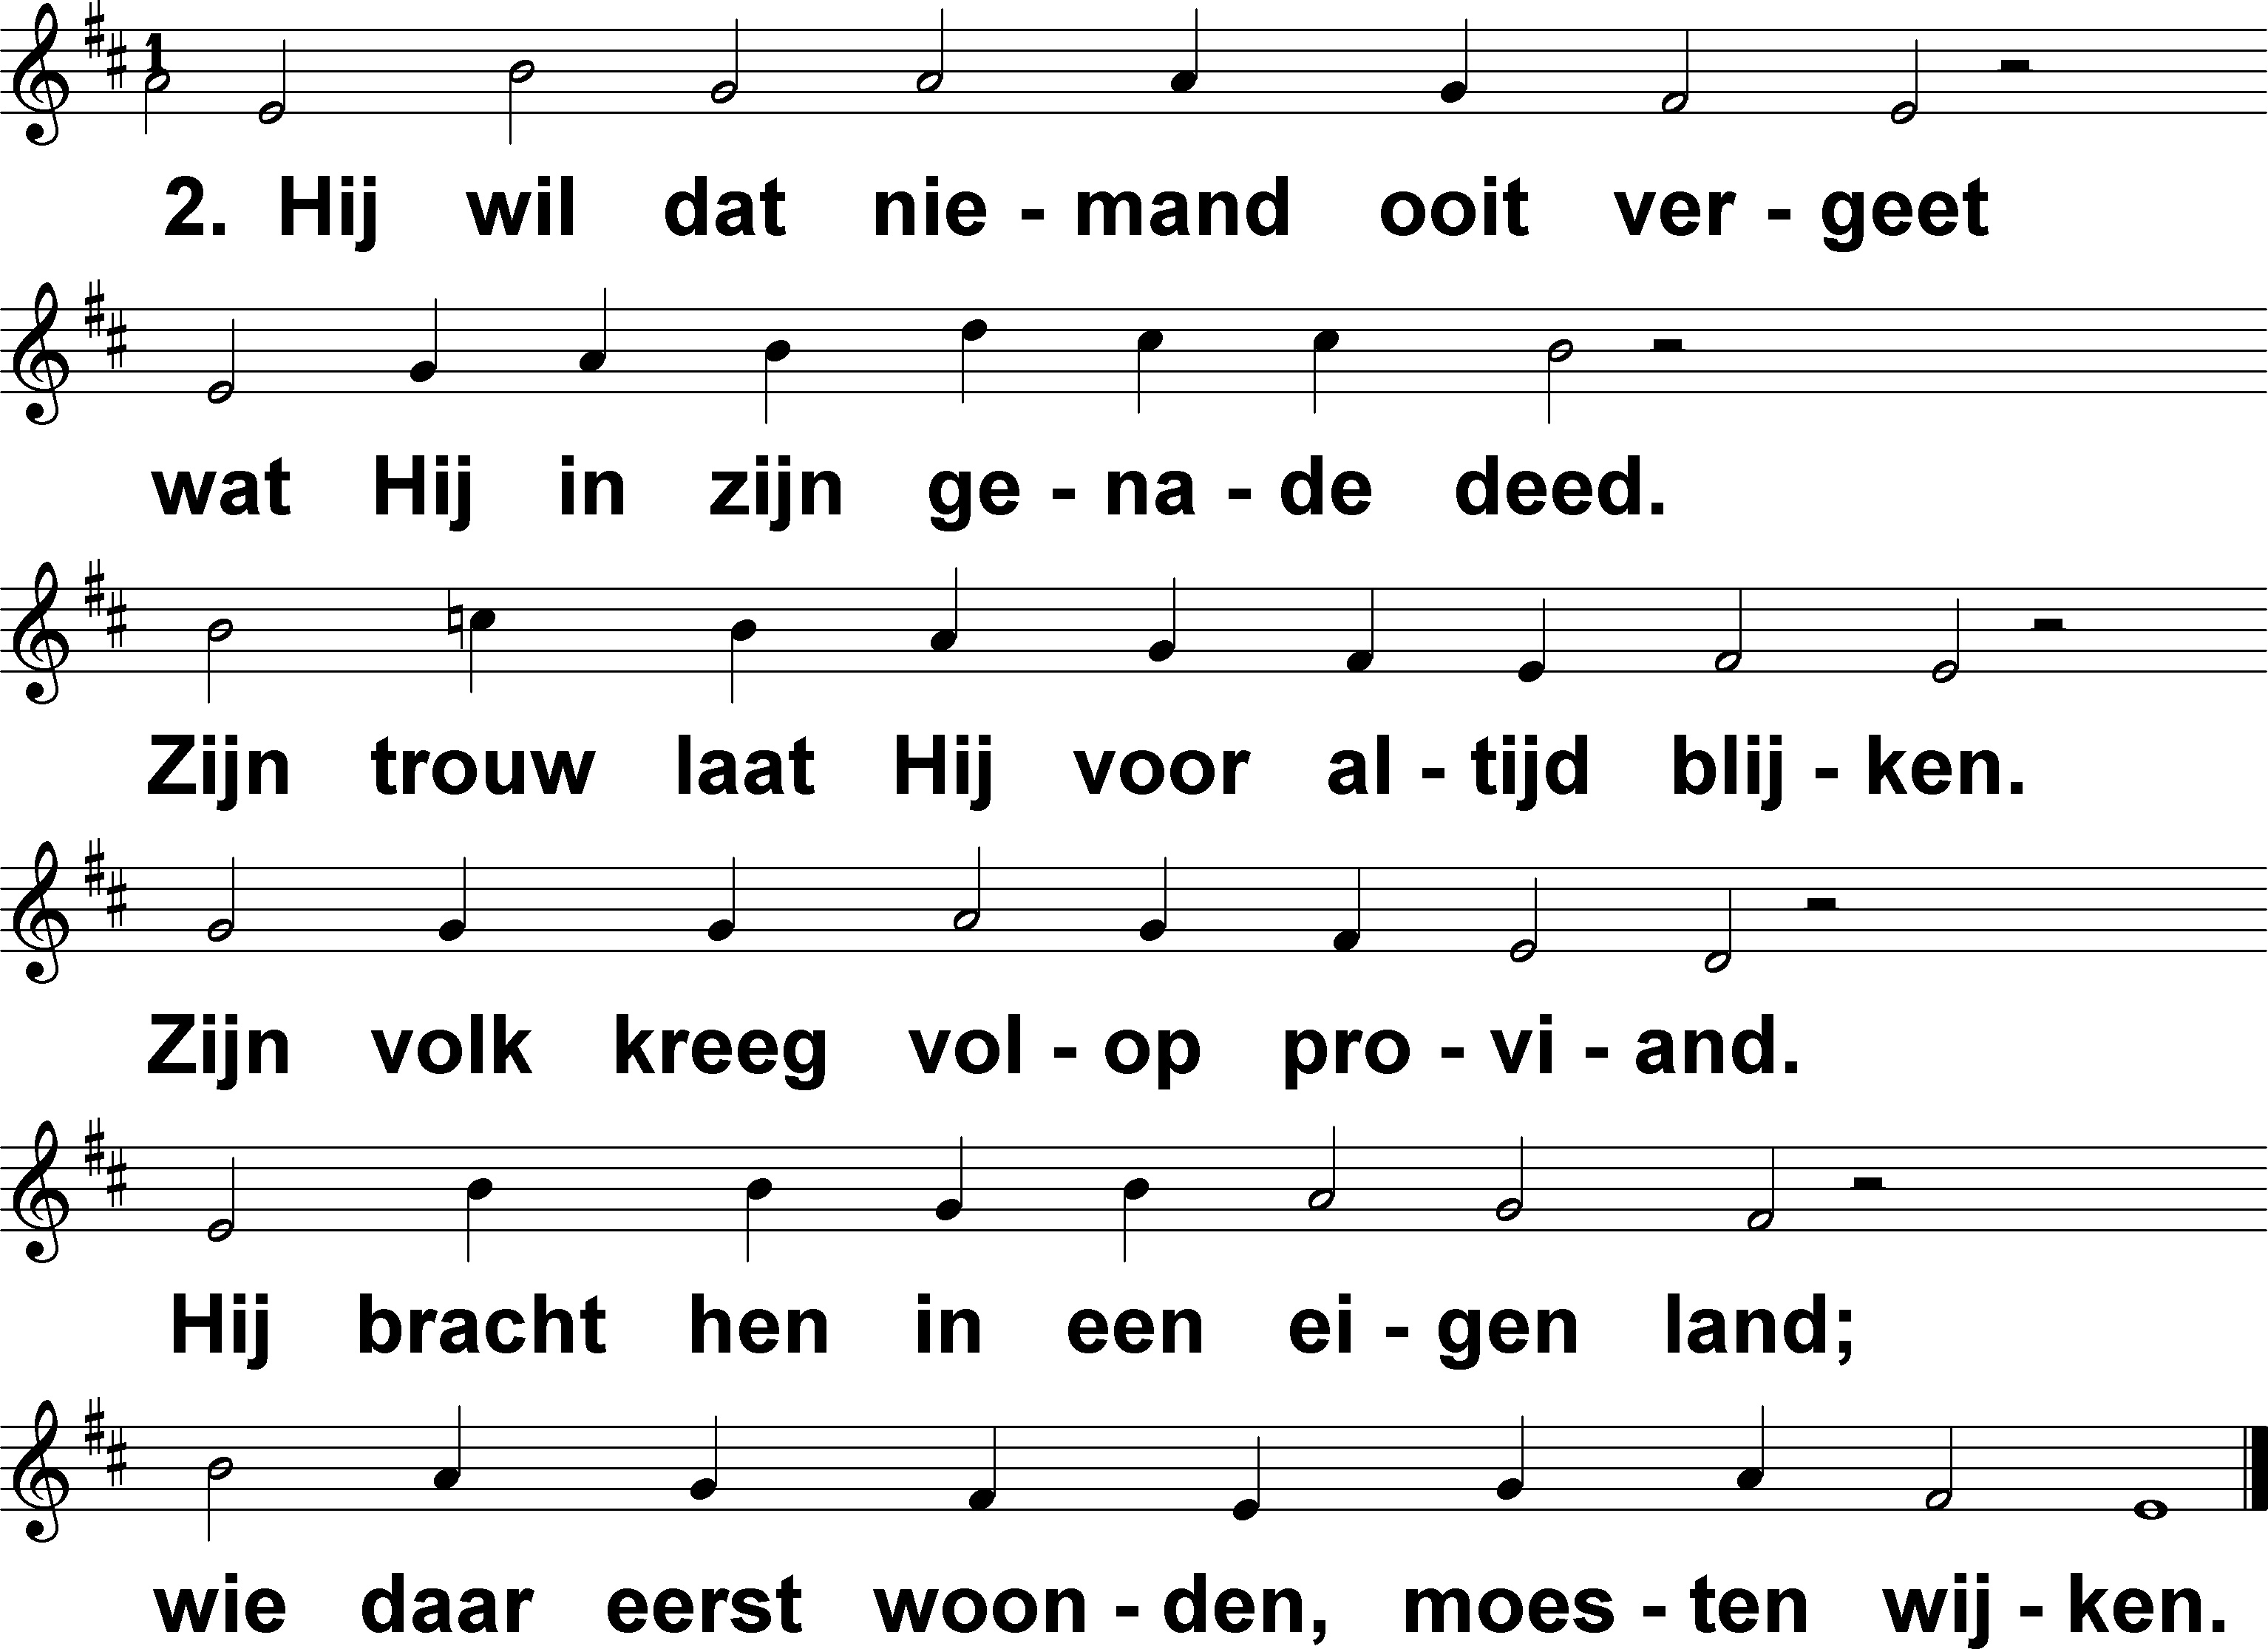 1
2. Hij wil dat nie - mand ooit ver - geet
wat Hij in zijn ge - na - de deed.
Zijn trouw laat Hij voor al - tijd blij - ken.
Zijn volk kreeg vol - op pro - vi - and.
Hij bracht hen in een ei - gen land;
wie daar eerst woon - den, moes - ten wij - ken.